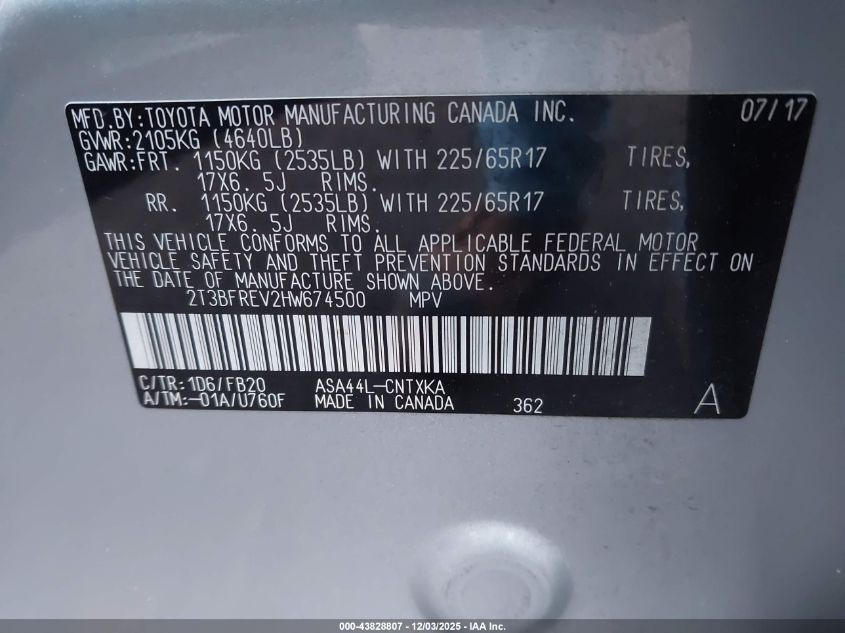 MFD.BY:TOYOTA MOTOR MANUFACTURING CANADA INC. 07/17
GVWR:2105KG (4640LB)
GAWR:FRT. 1150KG (2535LB) WITH 225/65R17 TIRES,
17X6. 5J RIMS.
RR. 1150KG (2535LB) WITH 225/65R17 TIRES,
17X6. 5J RIMS.
THIS VEHICLE CONFORMS TO ALL APPLICABLE FEDERAL MOTOR
VEHICLE SAFETY AND THEFT PREVENTION STANDARDS IN EFFECT ON
THE DATE OF MANUFACTURE SHOWN ABOVE.
2T3BFREV2HW674500 MPV
C/TR:1D6/FB20 ASA44L-CNTXKA
A/TM:-01A/U760F MADE IN CANADA 362 A
000-43828807 - 12/03/2025 - IAA Inc.